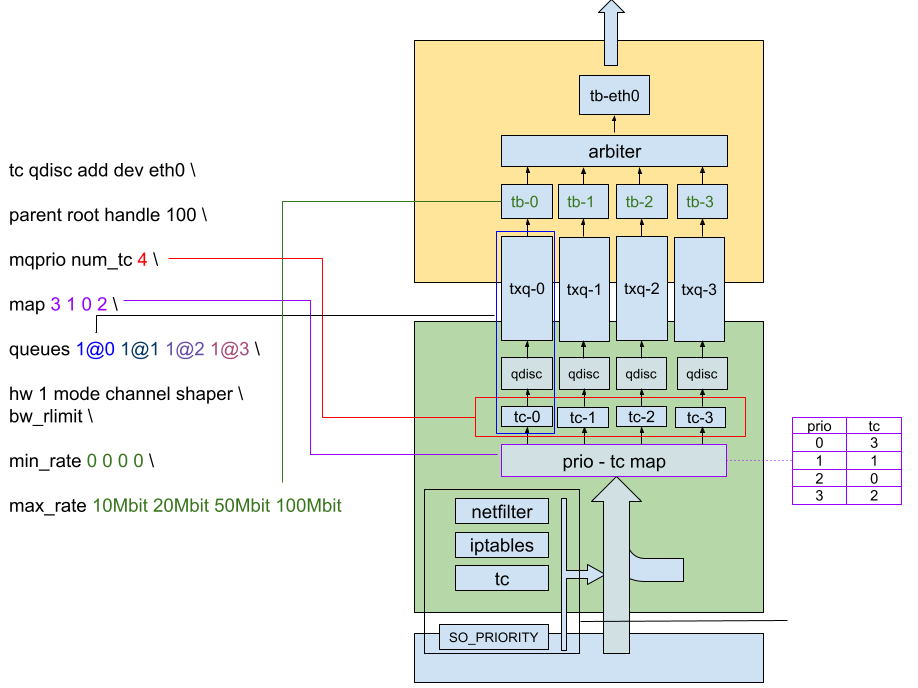 tc qdisc add dev eth0 \
parent root handle 100 \
mqprio num_tc 4 \
map 3 1 0 2 \
queues 1@0 1@1 1@2 1@3 \
hw 1 mode channel shaper \
bw_rlimit \
min_rate 0 0 0 0 \
max_rate 10Mbit 20Mbit 50Mbit 100Mbit
tb-eth0
arbiter
tb-0 tb-1 tb-2 tb-3
txq-0 txq-1 txq-2 txq-3
qdisc qdisc qdisc qdisc
tc-0 tc-1 tc-2 tc-3
prio - tc map
netfilter
iptables
tc
SO_PRIORITY
prio tc
0 3
1 1
2 0
3 2